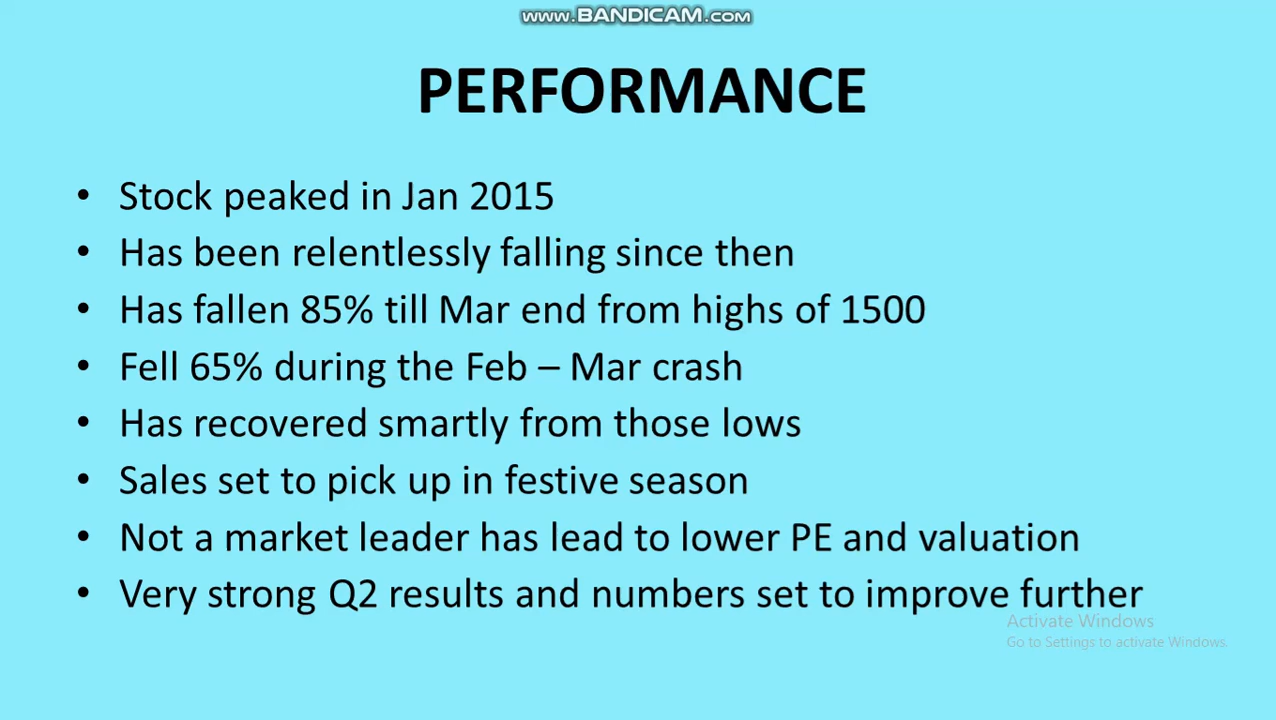 www.BANDICAM.com
PERFORMANCE
• Stock peaked in Jan 2015
• Has been relentlessly falling since then
• Has fallen 85% till Mar end from highs of 1500
• Fell 65% during the Feb – Mar crash
• Has recovered smartly from those lows
• Sales set to pick up in festive season
• Not a market leader has lead to lower PE and valuation
• Very strong Q2 results and numbers set to improve further
Activate Windows
Go to Settings to activate Windows.